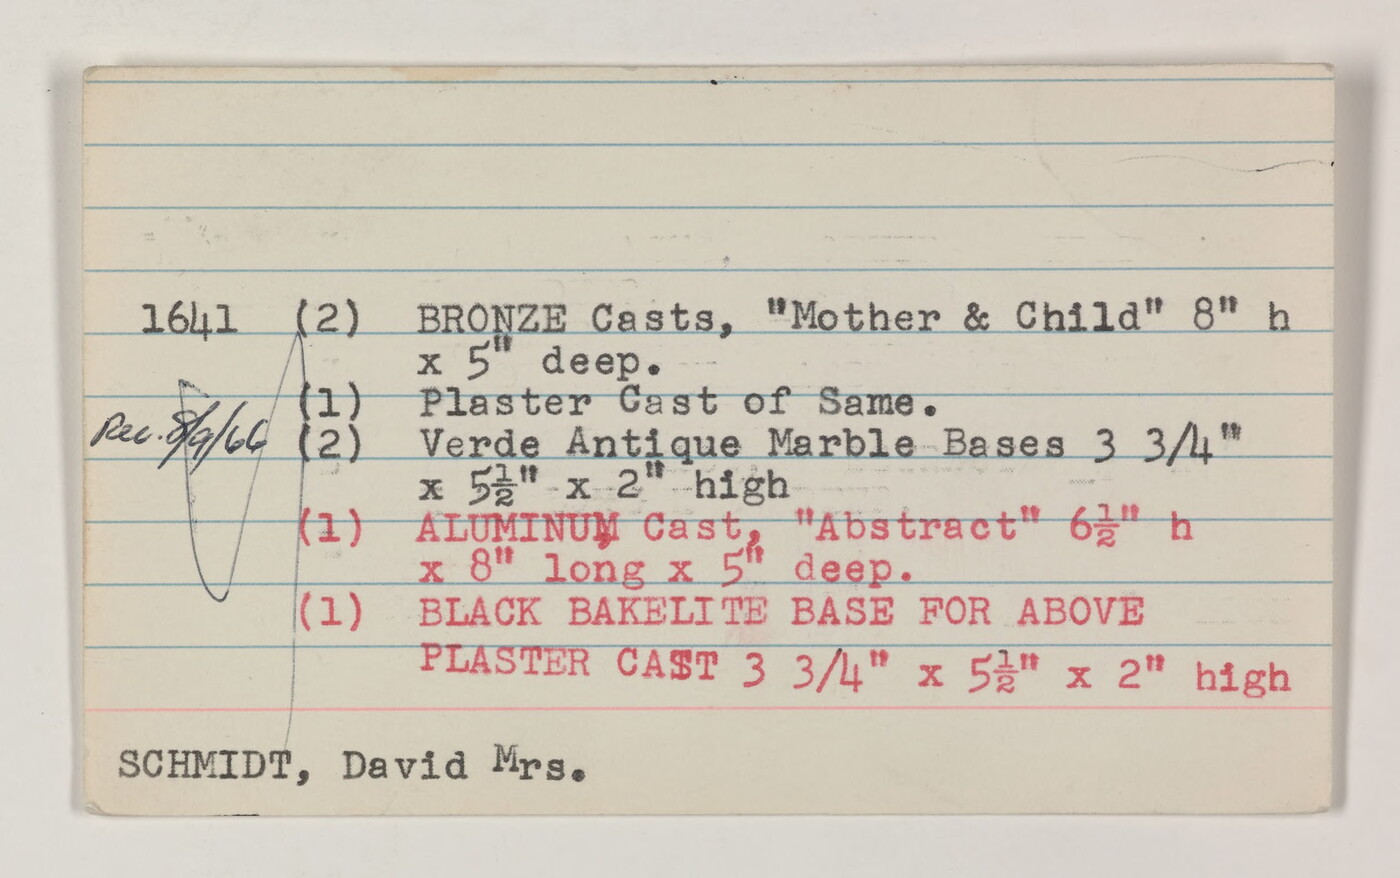 1641 (2) BRONZE Casts, "Mother & Child" 8" h
x 5" deep.
(1) Plaster Cast of Same.
Rec. 8/9/66 (2) Verde Antique Marble Bases 3 3/4"
x 5½" x 2" high
(1) ALUMINUM Cast, "Abstract" 6½" h
x 8" long x 5" deep.
(1) BLACK BAKELITE BASE FOR ABOVE
PLASTER CAST 3 3/4" x 5½" x 2" high
SCHMIDT, David Mrs.